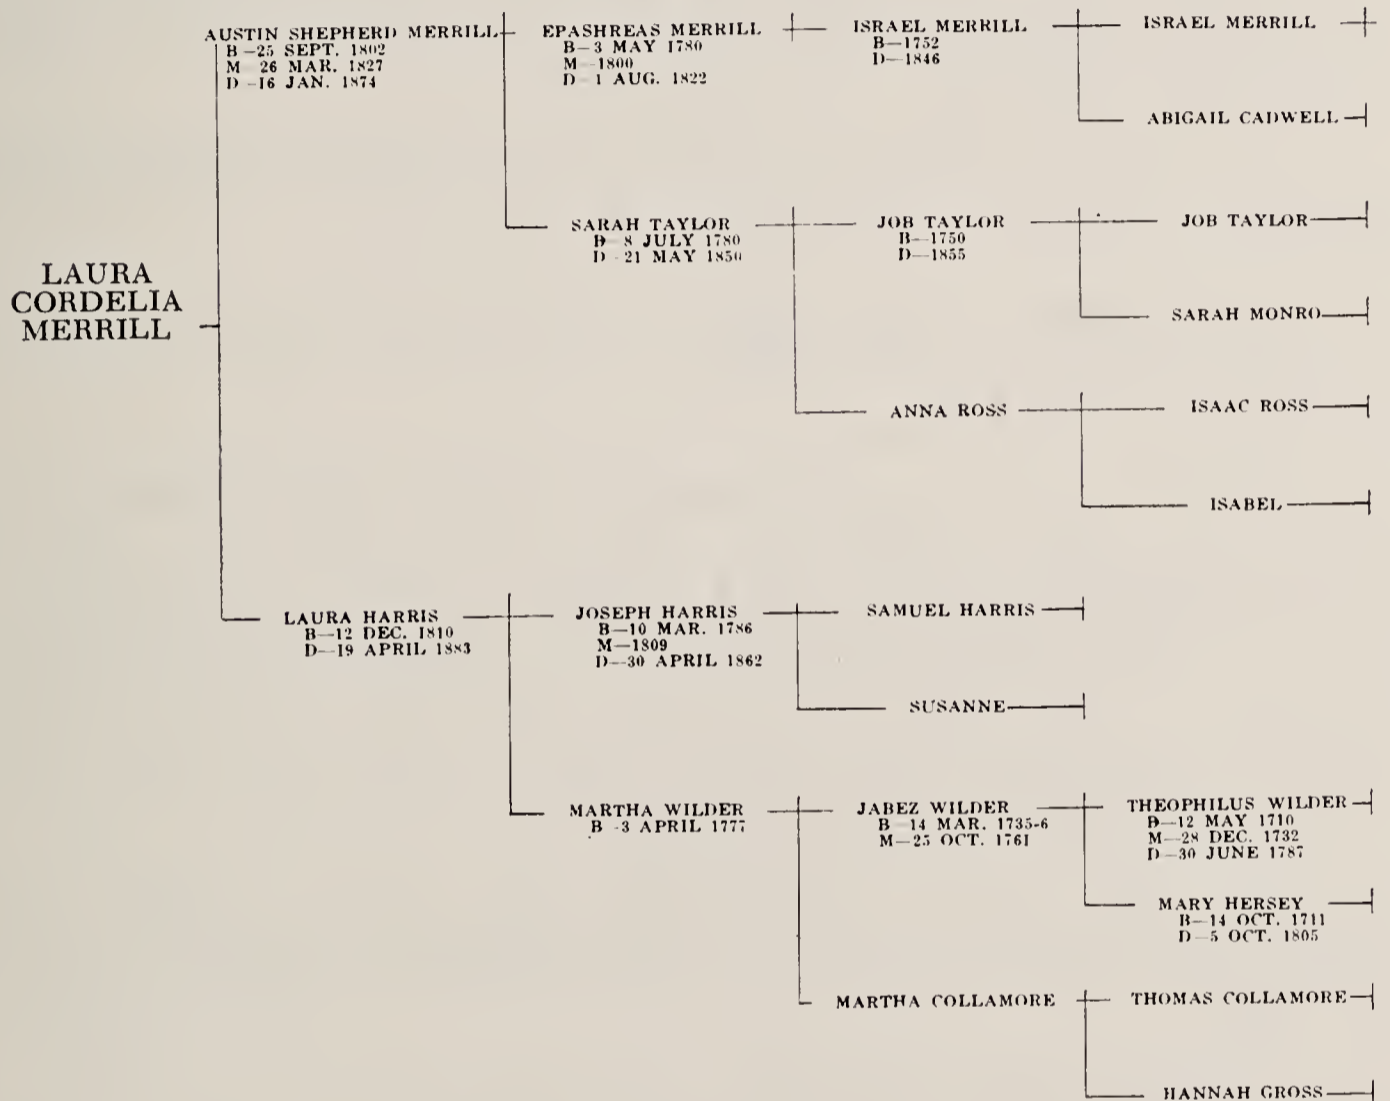 LAURA
CORDELIA
MERRILL
AUSTIN SHEPHERD MERRILL
B—25 SEPT. 1802
M—26 MAR. 1827
D—16 JAN. 1874
EPASHREAS MERRILL
B—3 MAY 1780
M—1800
D—1 AUG. 1822
ISRAEL MERRILL
B—1752
D—1846
ISRAEL MERRILL
ABIGAIL CADWELL
SARAH TAYLOR
B—8 JULY 1780
D—21 MAY 1850
JOB TAYLOR
B—1750
D—1855
JOB TAYLOR
SARAH MONRO
ANNA ROSS
ISAAC ROSS
ISABEL
LAURA HARRIS
B—12 DEC. 1810
D—19 APRIL 1883
JOSEPH HARRIS
B—10 MAR. 1786
M—1809
D—30 APRIL 1862
SAMUEL HARRIS
SUSANNE
MARTHA WILDER
B—3 APRIL 1777
JABEZ WILDER
B—14 MAR. 1735-6
M—25 OCT. 1761
THEOPHILUS WILDER
B—12 MAY 1710
M—28 DEC. 1732
D—30 JUNE 1787
MARY HERSEY
B—14 OCT. 1711
D—5 OCT. 1805
MARTHA COLLAMORE
THOMAS COLLAMORE
HANNAH GROSS